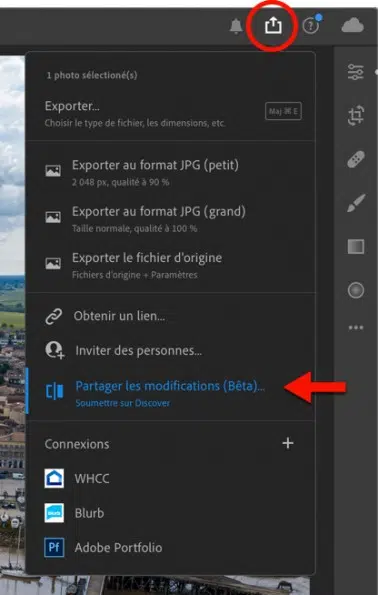 1 photo sélectionné(s)
Exporter...
Maj ⌘ E
Choisir le type de fichier, les dimensions, etc.
Exporter au format JPG (petit)
2 048 px, qualité à 90 %
Exporter au format JPG (grand)
Taille normale, qualité à 100 %
Exporter le fichier d'origine
Fichiers d'origine + Paramètres
Obtenir un lien...
Inviter des personnes...
Partager les modifications (Bêta)...
Soumettre sur Discover
Connexions
WHCC
Blurb
Pf Adobe Portfolio